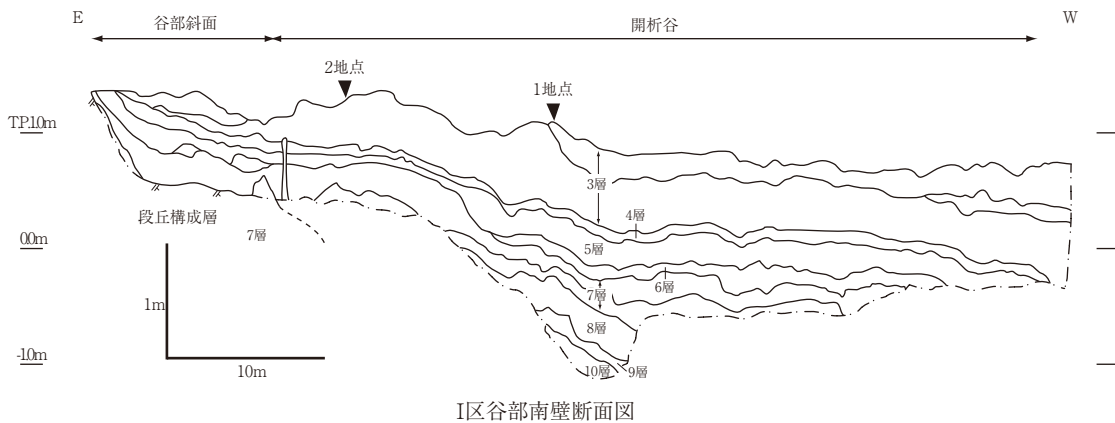 E
谷部斜面
開析谷
W
2地点
1地点
T.P.1.0m
3層
4層
段丘構成層
7層
0.0m
5層
6層
7層
1m
8層
-1.0m
10m
10層
9層
I区谷部南壁断面図